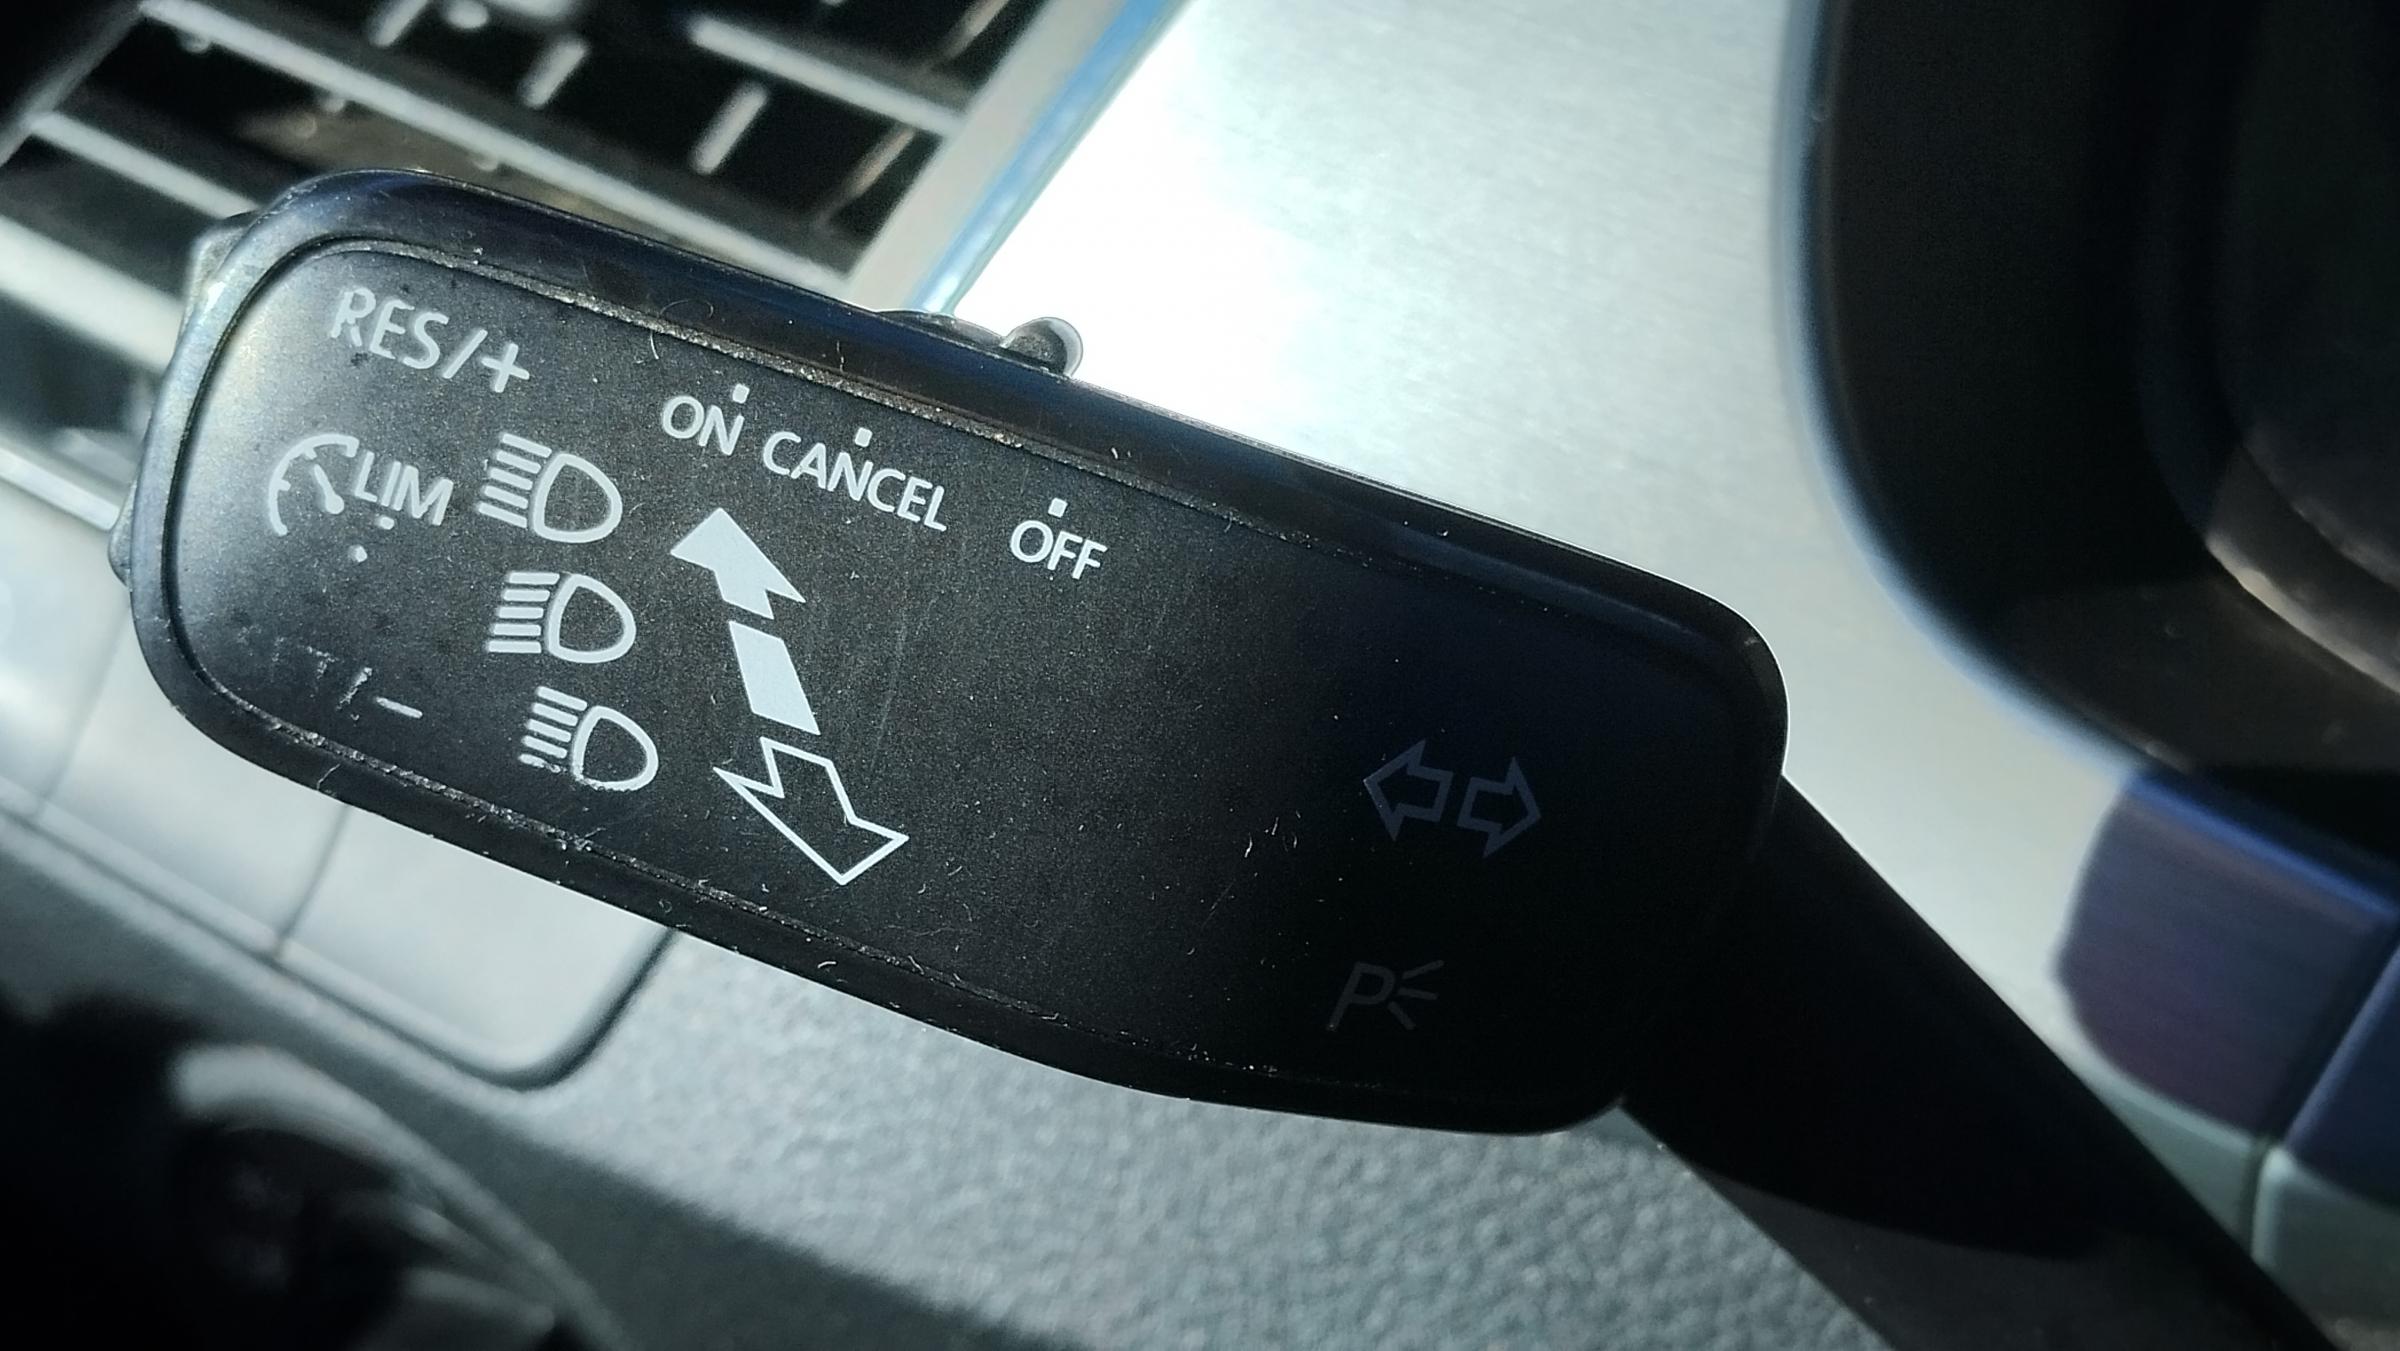 RES/+
ON CANCEL OFF
LIM
P